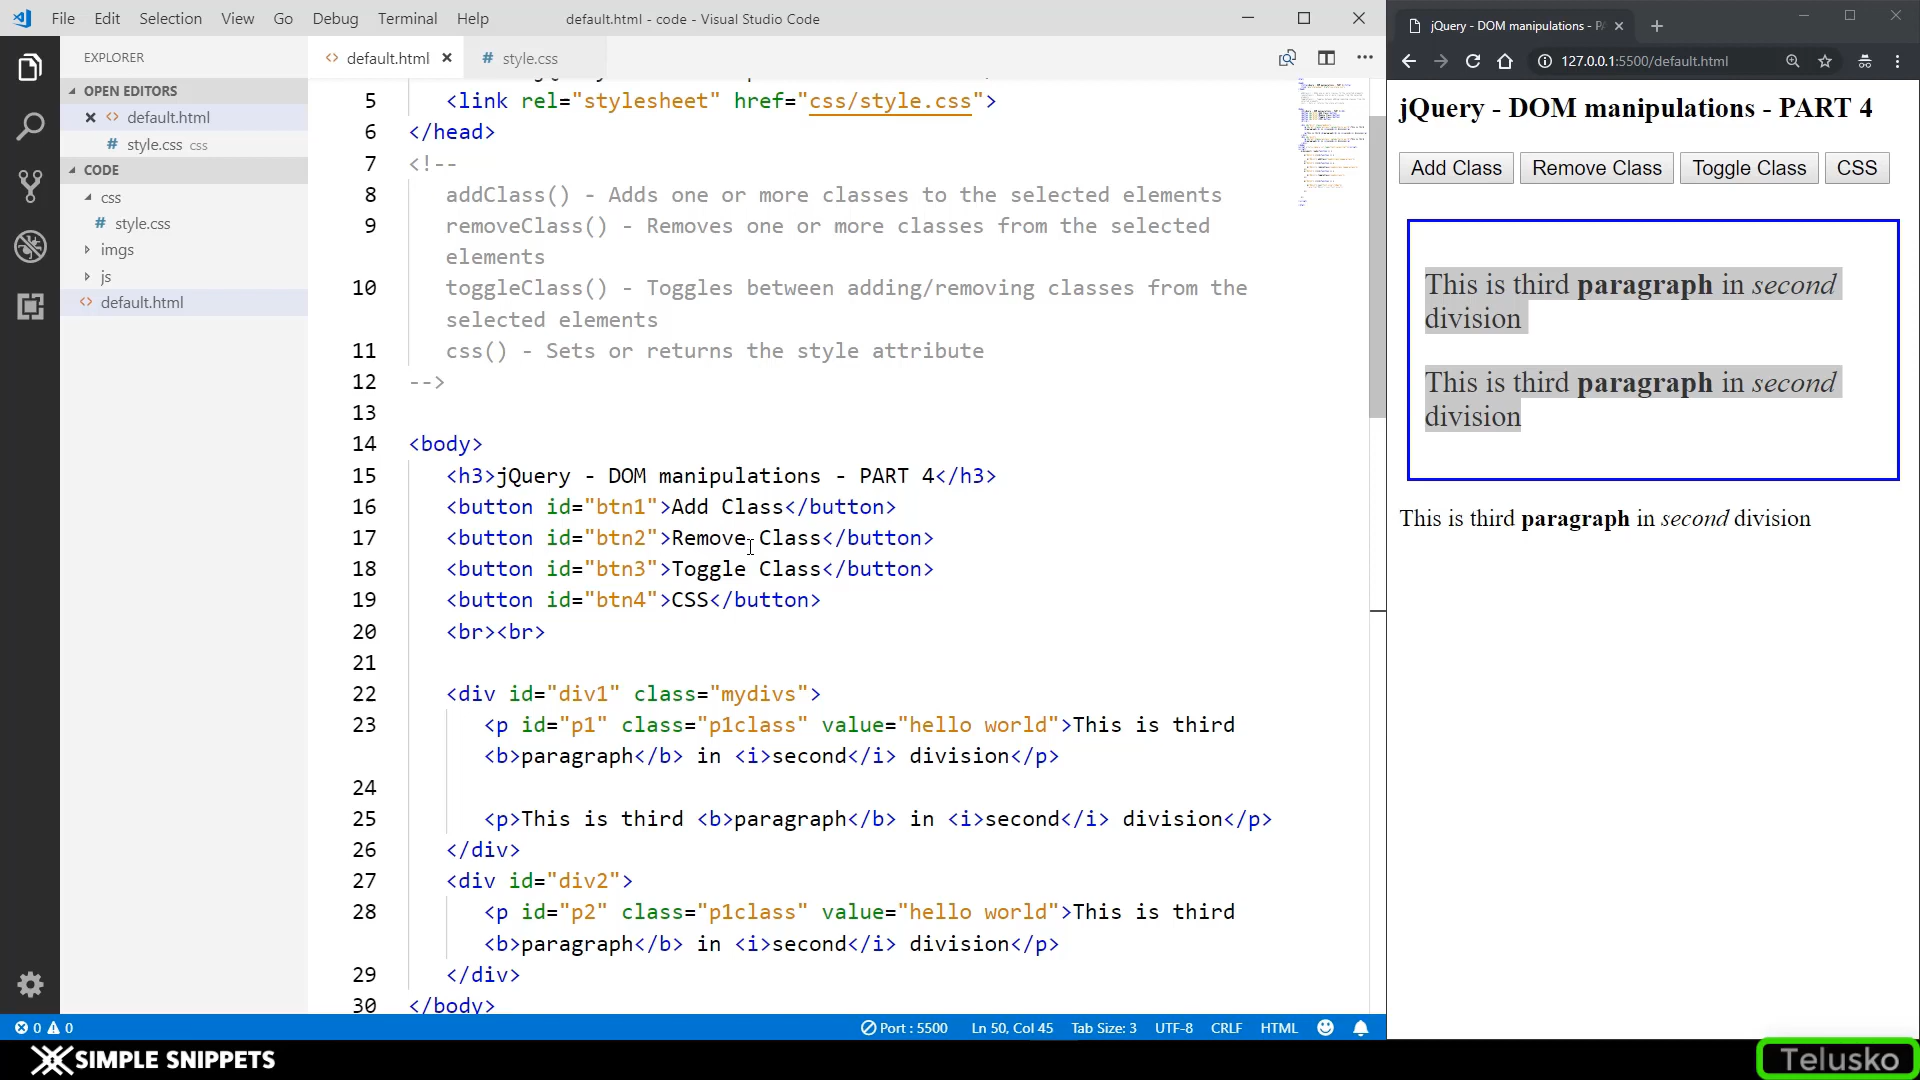 File Edit Selection View Go Debug Terminal Help
default.html - code - Visual Studio Code
EXPLORER
OPEN EDITORS
default.html
style.css css
CODE
css
style.css
imgs
js
default.html
default.html
style.css
5 <link rel="stylesheet" href="css/style.css">
6 </head>
7 <!--
8 addClass() - Adds one or more classes to the selected elements
9 removeClass() - Removes one or more classes from the selected
elements
10 toggleClass() - Toggles between adding/removing classes from the
selected elements
11 css() - Sets or returns the style attribute
12 -->
13
14 <body>
15 <h3>jQuery - DOM manipulations - PART 4</h3>
16 <button id="btn1">Add Class</button>
17 <button id="btn2">Remove Class</button>
18 <button id="btn3">Toggle Class</button>
19 <button id="btn4">CSS</button>
20 <br><br>
21
22 <div id="div1" class="mydivs">
23 <p id="p1" class="p1class" value="hello world">This is third
<b>paragraph</b> in <i>second</i> division</p>
24
25 <p>This is third <b>paragraph</b> in <i>second</i> division</p>
26 </div>
27 <div id="div2">
28 <p id="p2" class="p1class" value="hello world">This is third
<b>paragraph</b> in <i>second</i> division</p>
29 </div>
30 </body>
0 0
Port : 5500 Ln 50, Col 45 Tab Size: 3 UTF-8 CRLF HTML
jQuery - DOM manipulations - P
127.0.0.1:5500/default.html
jQuery - DOM manipulations - PART 4
Add Class Remove Class Toggle Class CSS
This is third paragraph in second
division
This is third paragraph in second
division
This is third paragraph in second division
SIMPLE SNIPPETS
Telusko